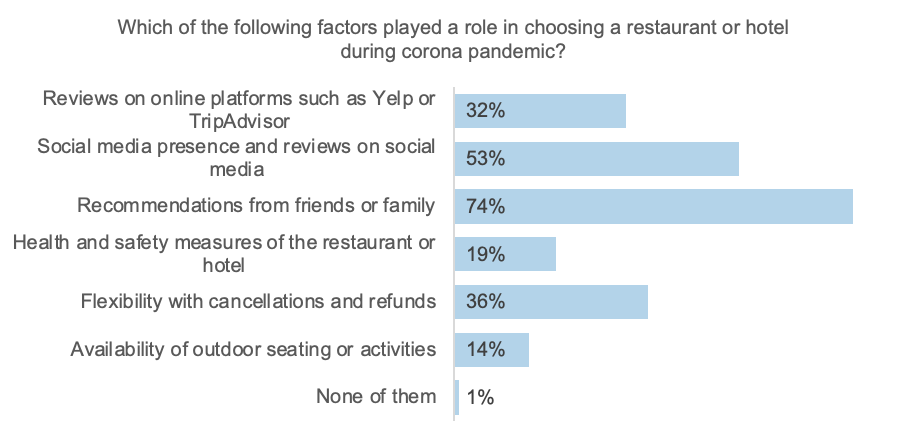 Which of the following factors played a role in choosing a restaurant or hotel
during corona pandemic?
Reviews on online platforms such as Yelp or
TripAdvisor
32%
Social media presence and reviews on social
media
53%
Recommendations from friends or family
74%
Health and safety measures of the restaurant or
hotel
19%
Flexibility with cancellations and refunds
36%
Availability of outdoor seating or activities
14%
None of them
1%